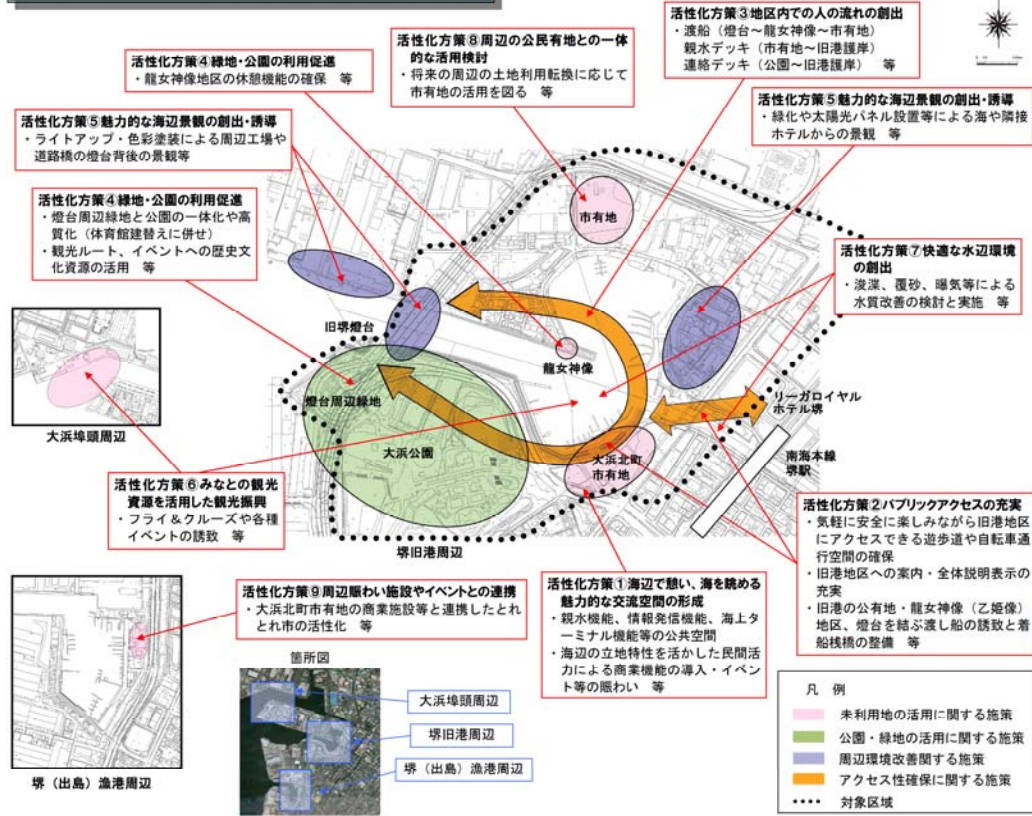 活性化方策③地区内での人の流れの創出
・渡船（燈台～龍女神像～市有地）
親水デッキ（市有地～旧港護岸）
連絡デッキ（公園～旧港護岸）　等
活性化方策⑧周辺の公民有地との一体
的な活用検討
・将来の周辺の土地利用転換に応じて
市有地の活用を図る　等
活性化方策④緑地・公園の利用促進
・龍女神像地区の休憩機能の確保　等
活性化方策⑤魅力的な海辺景観の創出・誘導
・ライトアップ・色彩塗装による周辺工場や
道路橋の燈台背後の景観等
活性化方策⑤魅力的な海辺景観の創出・誘導
・緑化や太陽光パネル設置等による海や隣接
ホテルからの景観　等
活性化方策④緑地・公園の利用促進
・燈台周辺緑地と公園の一体化や高
質化（体育館建替えに併せ）
・観光ルート、イベントへの歴史文
化資源の活用　等
活性化方策⑦快適な水辺環境
の創出
・浚渫、覆砂、曝気等による
水質改善の検討と実施　等
市有地
旧堺燈台
龍女神像
燈台周辺緑地
大浜公園
大浜北町
市有地
リーガロイヤル
ホテル堺
南海本線
堺駅
大浜埠頭周辺
活性化方策⑥みなとの観光
資源を活用した観光振興
・フライ＆クルーズや各種
イベントの誘致　等
堺旧港周辺
活性化方策②パブリックアクセスの充実
・気軽に安全に楽しみながら旧港地区
にアクセスできる遊歩道や自転車通
行空間の確保
・旧港地区への案内・全体説明表示の
充実
・旧港の公有地・龍女神像（乙姫像）
地区、燈台を結ぶ渡し船の誘致と着
船桟橋の整備　等
活性化方策①海辺で憩い、海を眺める
魅力的な交流空間の形成
・親水機能、情報発信機能、海上タ
ーミナル機能等の公共空間
・海辺の立地特性を活かした民間活
力による商業機能の導入・イベン
ト等の賑わい　等
活性化方策⑨周辺賑わい施設やイベントとの連携
・大浜北町市有地の商業施設等と連携したとれ
とれ市の活性化　等
堺（出島）漁港周辺
箇所図
大浜埠頭周辺
堺旧港周辺
堺（出島）漁港周辺
凡　例
未利用地の活用に関する施策
公園・緑地の活用に関する施策
周辺環境改善関する施策
アクセス性確保に関する施策
対象区域